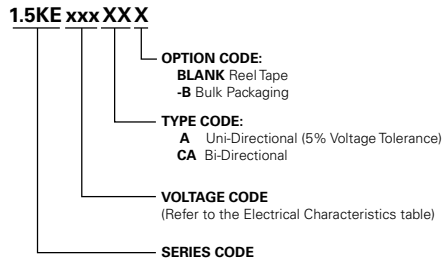 1.5KE xxx XX X
OPTION CODE:
BLANK Reel Tape
-B Bulk Packaging
TYPE CODE:
A Uni-Directional (5% Voltage Tolerance)
CA Bi-Directional
VOLTAGE CODE
(Refer to the Electrical Characteristics table)
SERIES CODE